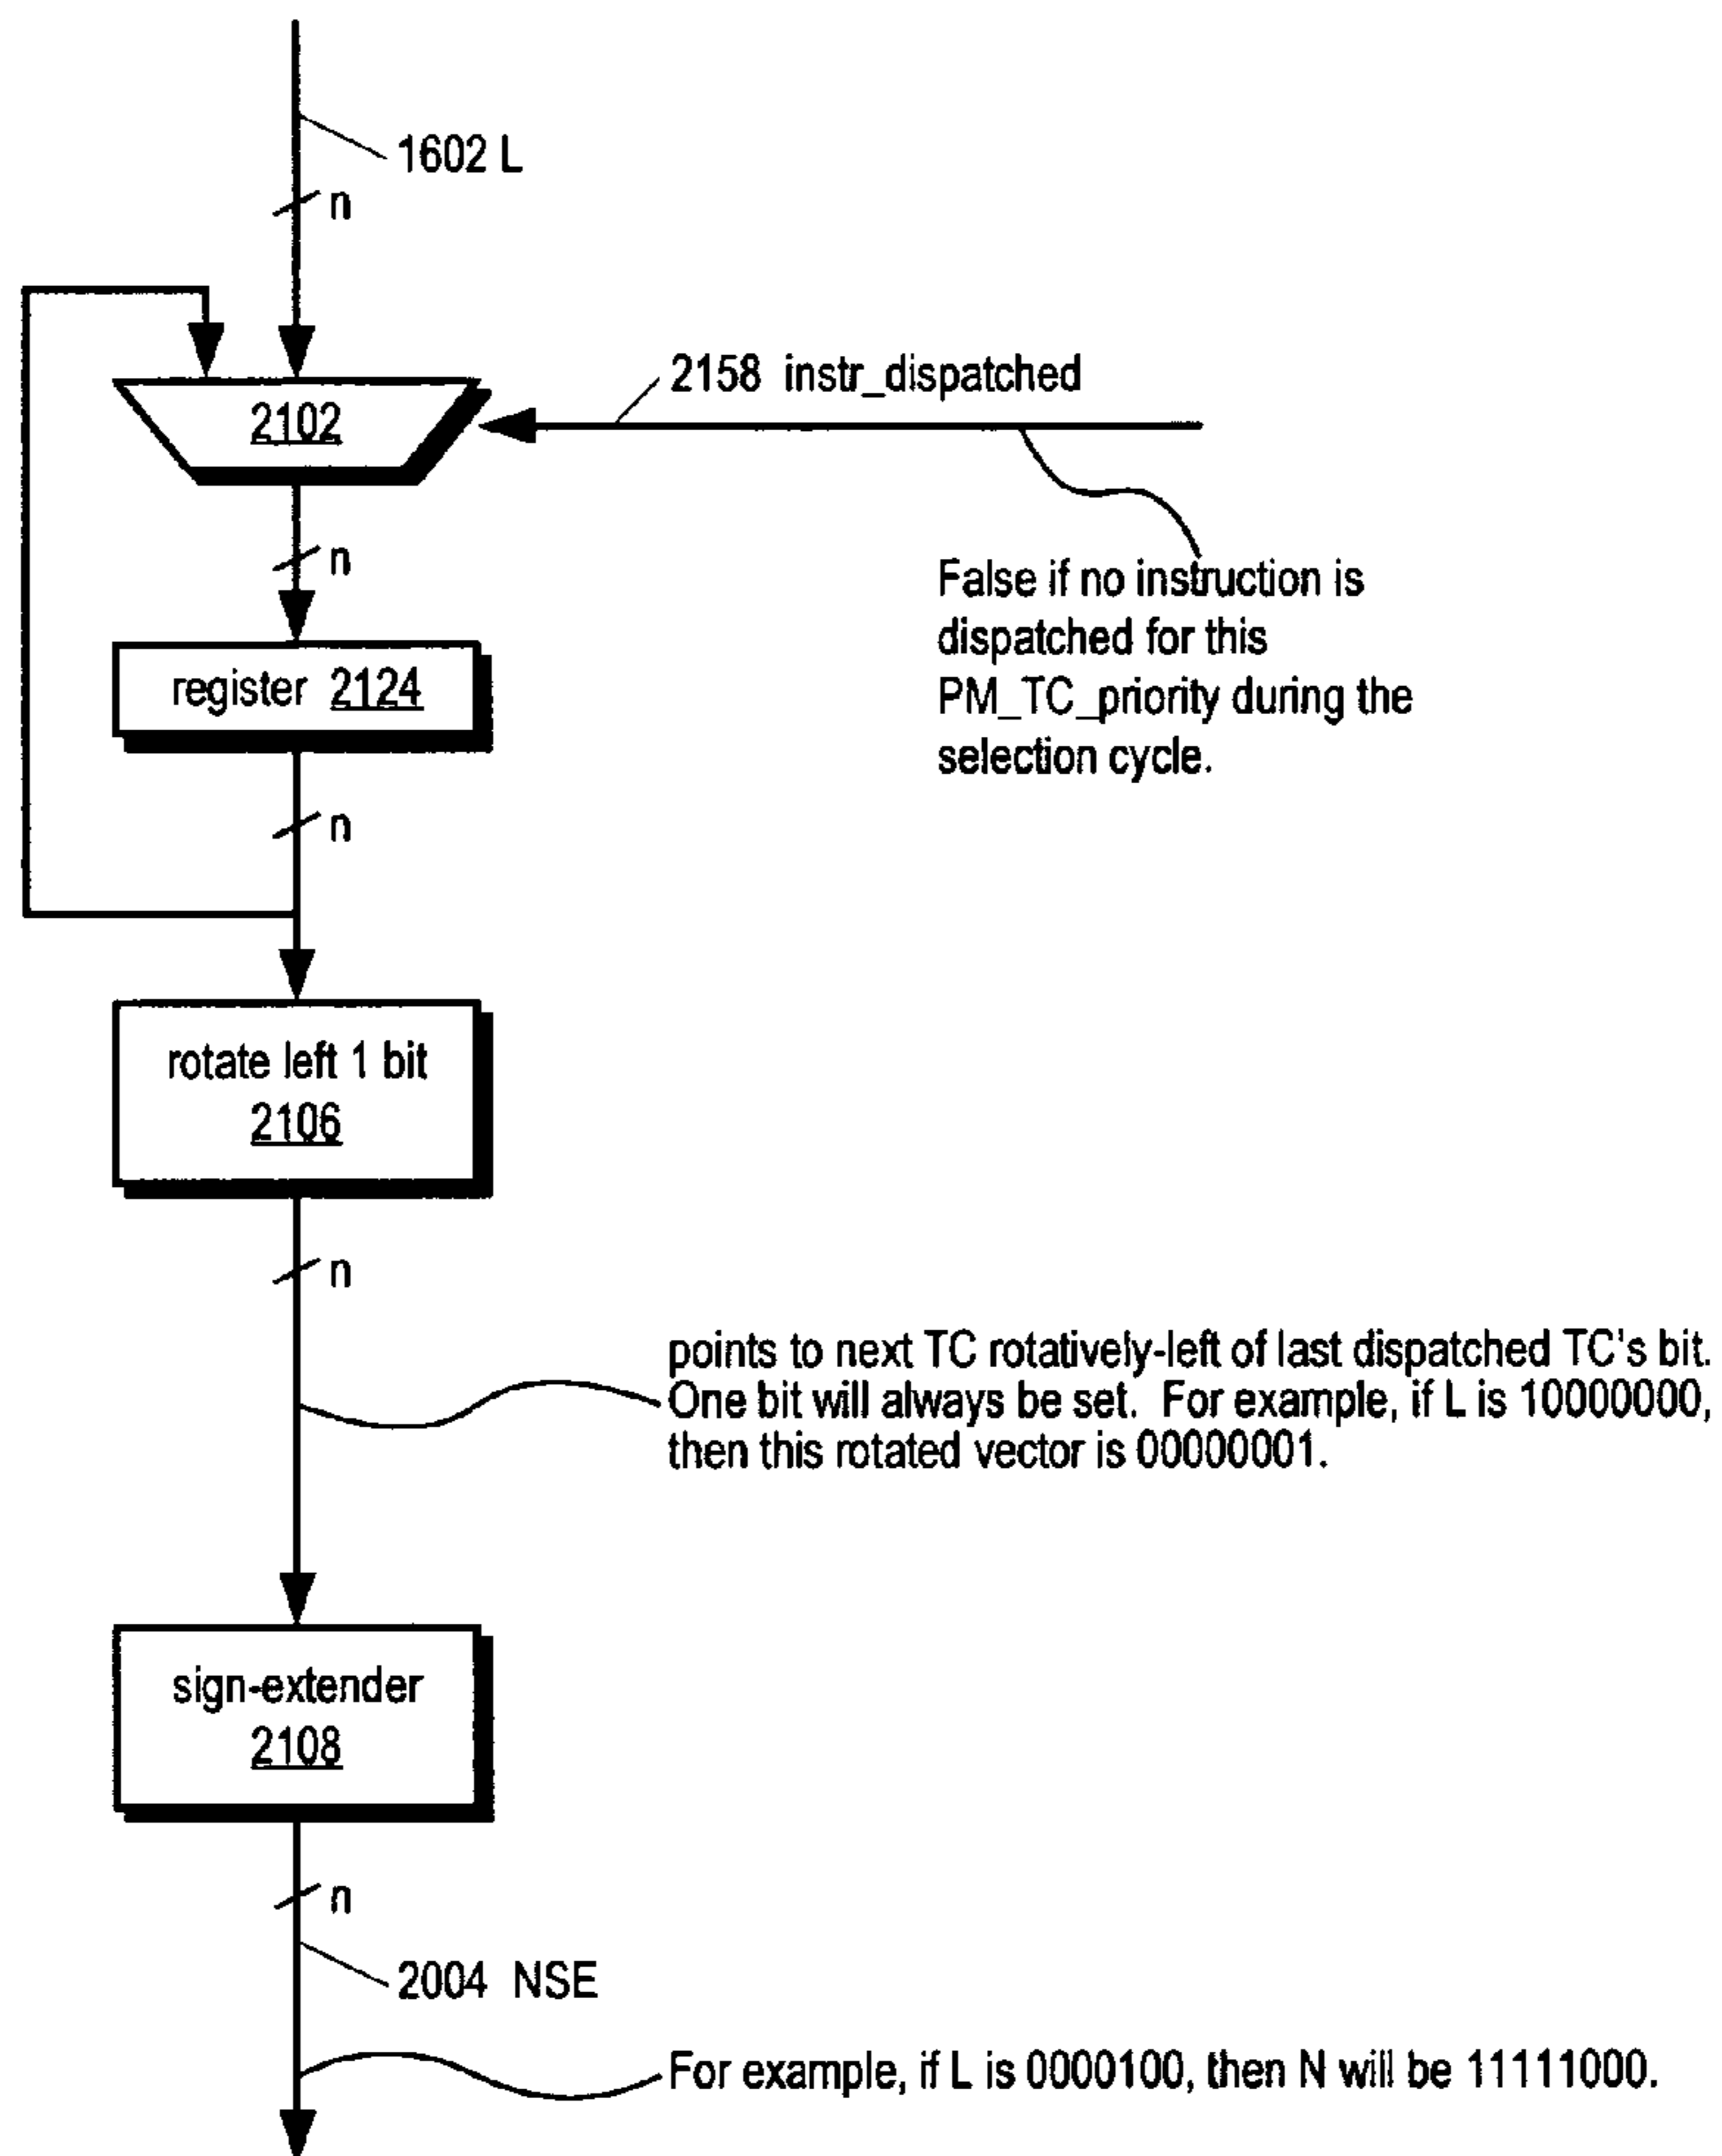 1602 L
n
2102
2158 instr_dispatched
n
False if no instruction is
dispatched for this
PM_TC_priority during the
selection cycle.
register 2124
n
rotate left 1 bit
2106
n
points to next TC rotatively-left of last dispatched TC's bit.
One bit will always be set. For example, if L is 10000000,
then this rotated vector is 00000001.
sign-extender
2108
n
2004 NSE
For example, if L is 0000100, then N will be 11111000.